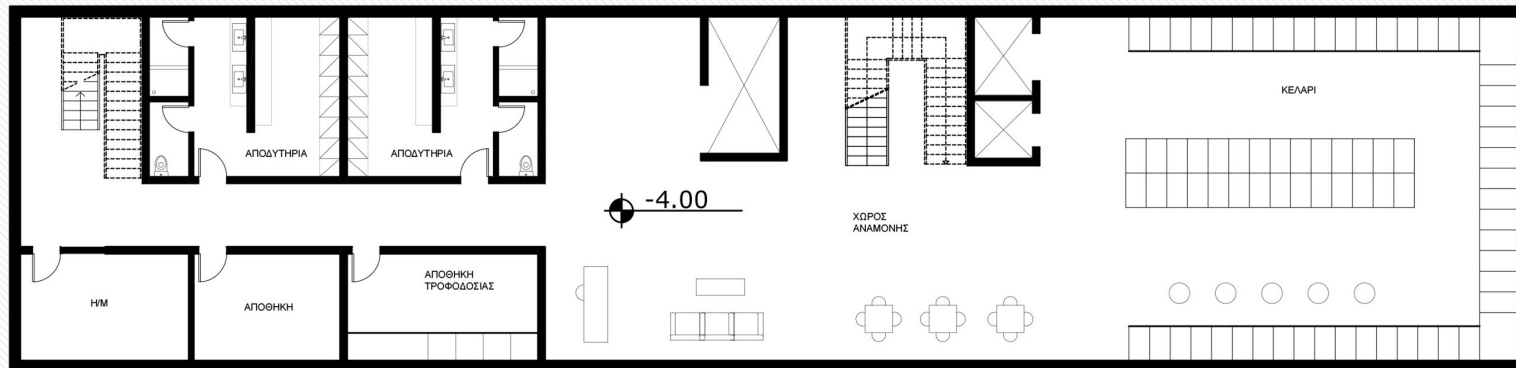 ΚΕΛΑΡΙ
ΑΠΟΔΥΤΗΡΙΑ
ΑΠΟΔΥΤΗΡΙΑ
-4.00
ΧΩΡΟΣ
ΑΝΑΜΟΝΗΣ
Η/Μ
ΑΠΟΘΗΚΗ
ΑΠΟΘΗΚΗ
ΤΡΟΦΟΔΟΣΙΑΣ